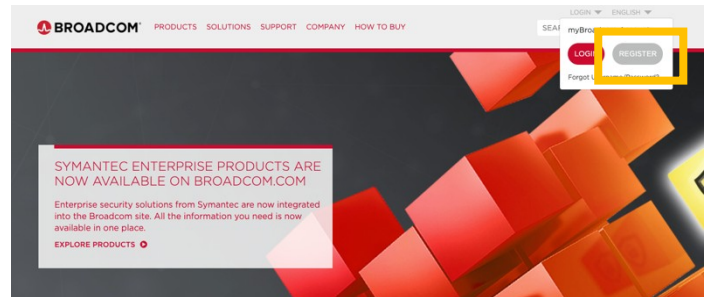 LOGIN ENGLISH
BROADCOM PRODUCTS SOLUTIONS SUPPORT COMPANY HOW TO BUY
LOGIN REGISTER
Forgot
SYMANTEC ENTERPRISE PRODUCTS ARE
NOW AVAILABLE ON BROADCOM.COM
Enterprise security solutions from Symantec are now integrated
into the Broadcom site. All the information you need is now
available in one place.
EXPLORE PRODUCTS